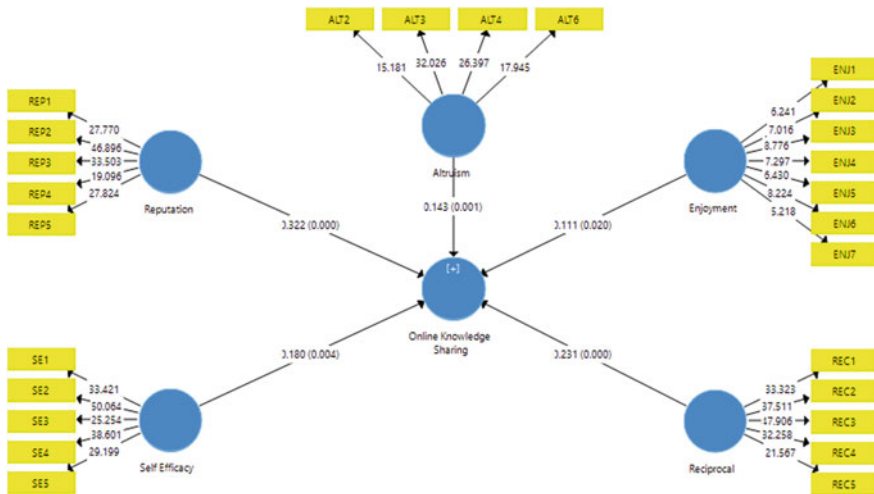 ALT2 ALT3 ALT4 ALT6
15.181 32.026 26.397 17.945
Altruism
0.143 (0.001)
REP1
REP2
REP3
REP4
REP5
27.770
46.896
33.503
19.096
27.824
Reputation
0.322 (0.000)
ENJ1
ENJ2
ENJ3
ENJ4
ENJ5
ENJ6
ENJ7
6.241
7.016
8.776
7.297
6.430
8.224
5.218
Enjoyment
0.111 (0.020)
[+]
Online Knowledge
Sharing
SE1
SE2
SE3
SE4
SE5
33.421
50.064
25.254
38.601
29.199
Self Efficacy
0.180 (0.004)
REC1
REC2
REC3
REC4
REC5
33.323
37.511
47.906
32.258
21.567
Reciprocal
0.231 (0.000)